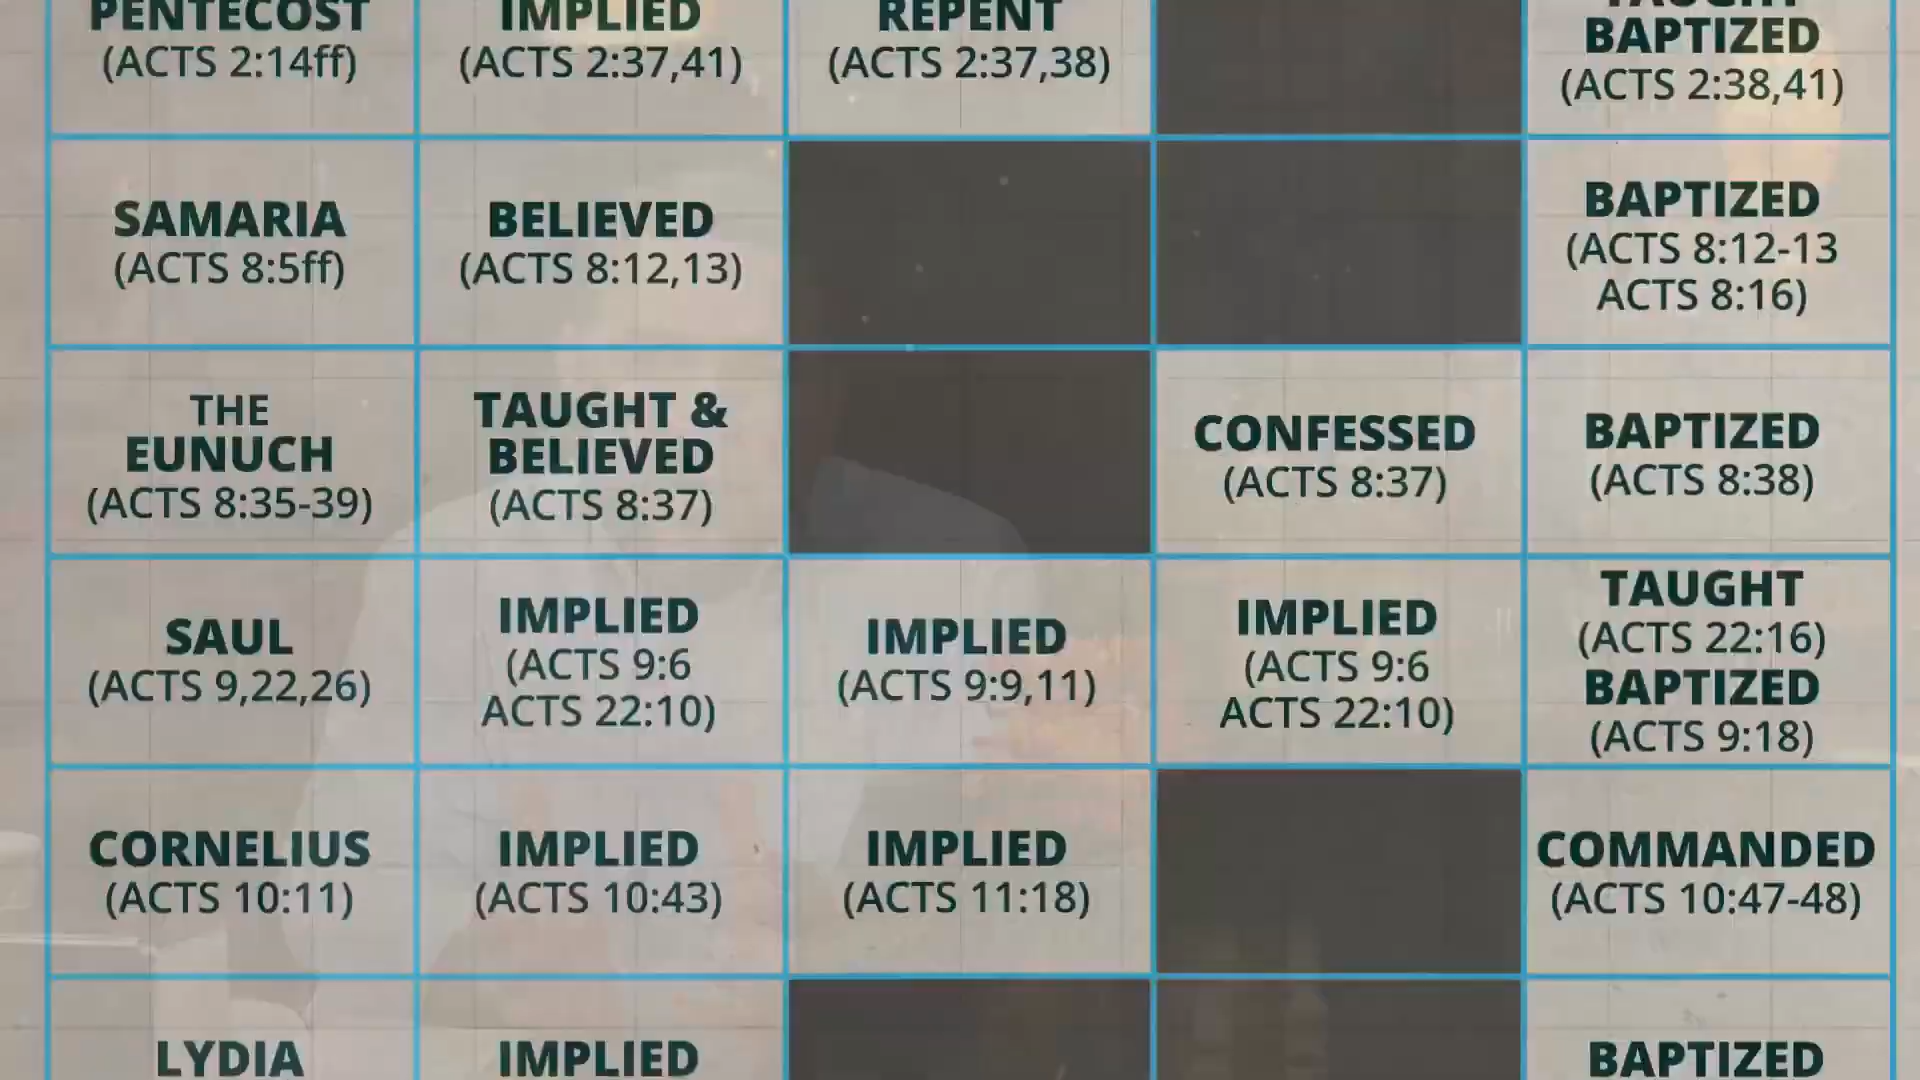 PENTECOST
(ACTS 2:14ff)
IMPLIED
(ACTS 2:37,41)
REPENT
(ACTS 2:37,38)
TAUGHT
BAPTIZED
(ACTS 2:38,41)
SAMARIA
(ACTS 8:5ff)
BELIEVED
(ACTS 8:12,13)
BAPTIZED
(ACTS 8:12-13
ACTS 8:16)
THE
EUNUCH
(ACTS 8:35-39)
TAUGHT &
BELIEVED
(ACTS 8:37)
CONFESSED
(ACTS 8:37)
BAPTIZED
(ACTS 8:38)
SAUL
(ACTS 9,22,26)
IMPLIED
(ACTS 9:6
ACTS 22:10)
IMPLIED
(ACTS 9:9,11)
IMPLIED
(ACTS 9:6
ACTS 22:10)
TAUGHT
(ACTS 22:16)
BAPTIZED
(ACTS 9:18)
CORNELIUS
(ACTS 10:11)
IMPLIED
(ACTS 10:43)
IMPLIED
(ACTS 11:18)
COMMANDED
(ACTS 10:47-48)
LYDIA
IMPLIED
BAPTIZED